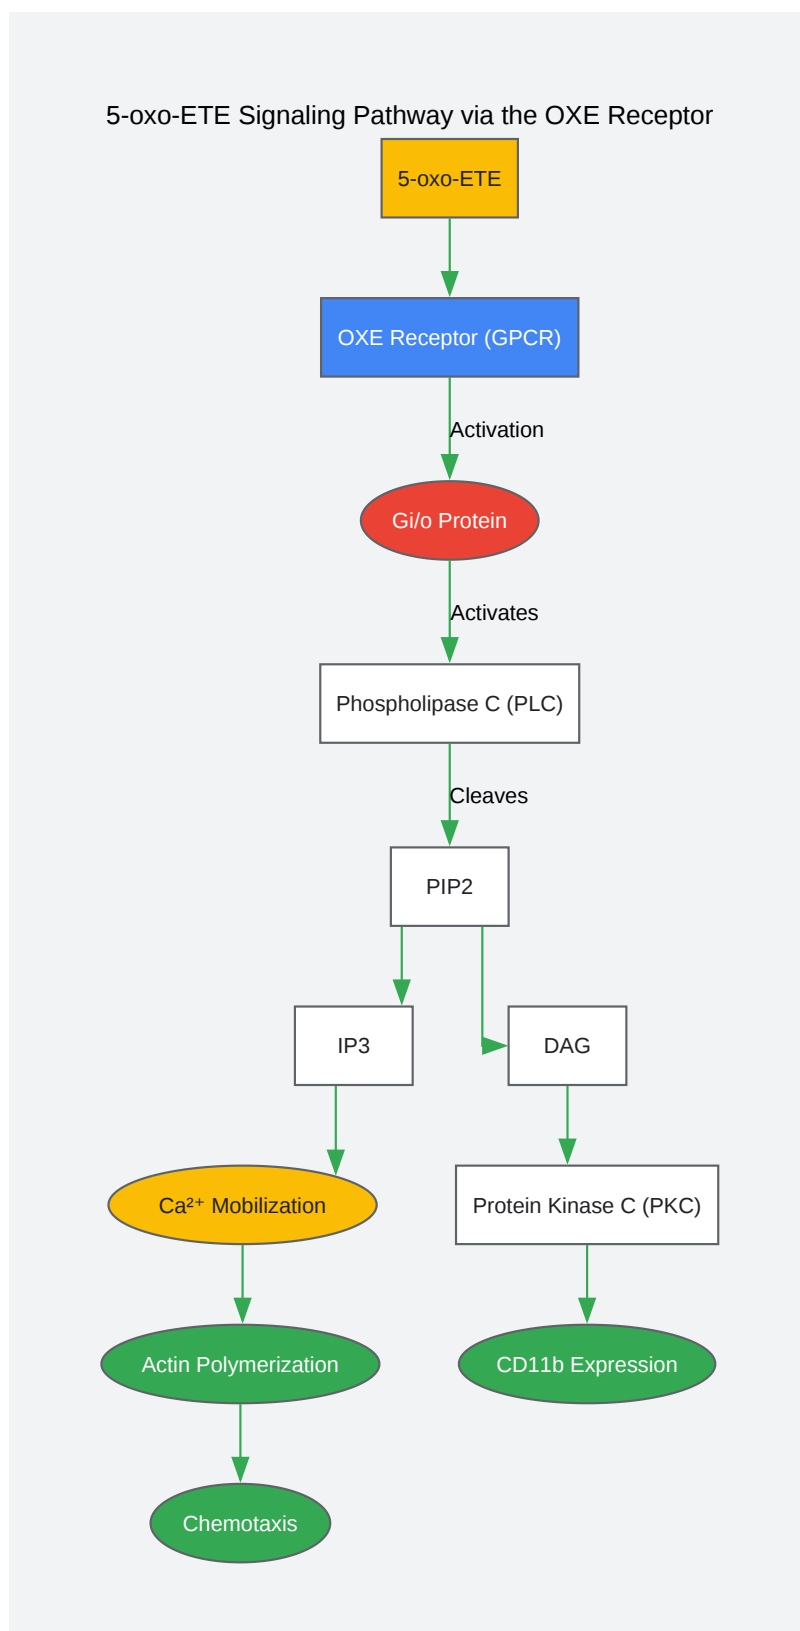 5-oxo-ETE Signaling Pathway via the OXE Receptor
5-oxo-ETE
OXE Receptor (GPCR)
Activation
Gi/o Protein
Activates
Phospholipase C (PLC)
Cleaves
PIP2
IP3
DAG
Ca²⁺ Mobilization
Protein Kinase C (PKC)
Actin Polymerization
CD11b Expression
Chemotaxis